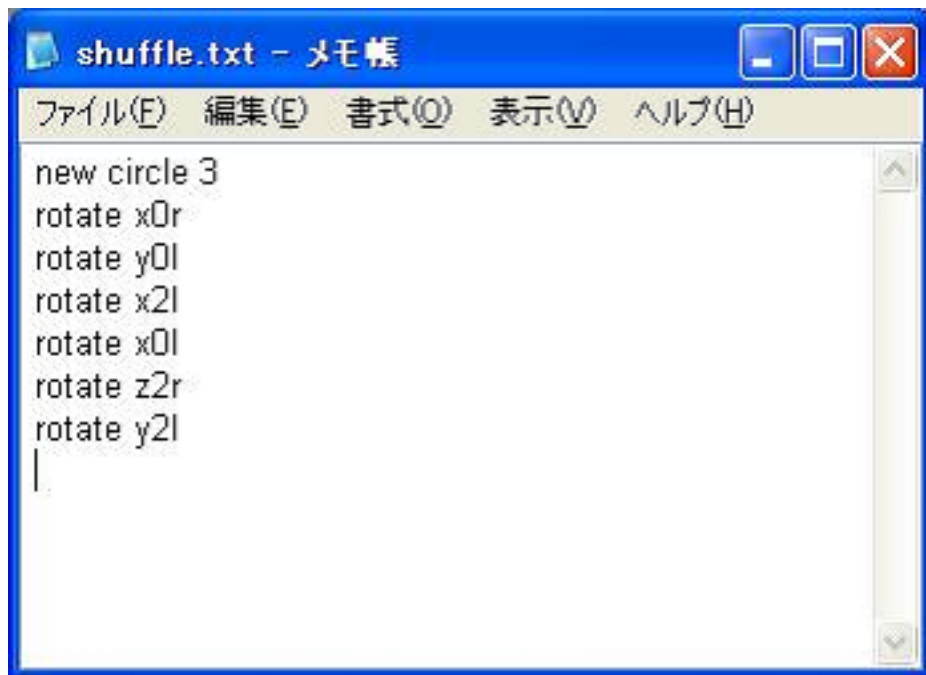 shuffle.txt - メモ帳
ファイル(F) 編集(E) 書式(O) 表示(V) ヘルプ(H)
new circle 3
rotate x0r
rotate y0l
rotate x2l
rotate x0l
rotate z2r
rotate y2l